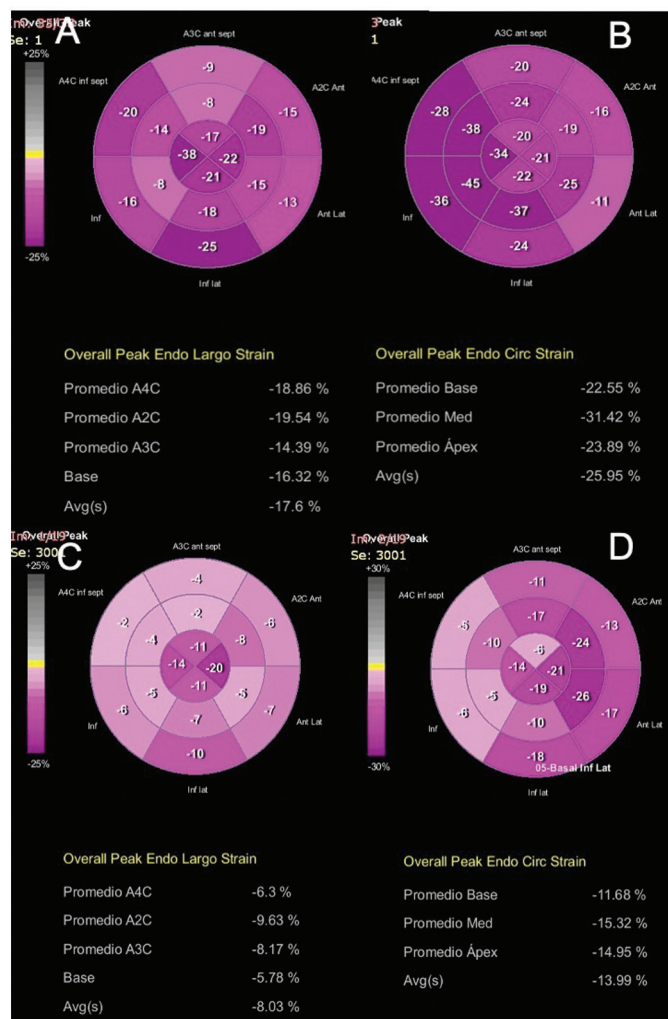 Overall Peak
Se: 1
A
+25%
-25%
A3C ant sept
A4C inf sept
A2C Ant
Inf
Ant Lat
Inf lat
-9
-20
-8
-15
-14
-17
-19
-38
-22
-8
-21
-15
-16
-18
-13
-25
Overall Peak Endo Largo Strain
Promedio A4C -18.86 %
Promedio A2C -19.54 %
Promedio A3C -14.39 %
Base -16.32 %
Avg(s) -17.6 %
3
Peak
1
B
A3C ant sept
A4C inf sept
A2C Ant
Inf
Ant Lat
Inf lat
-20
-28
-24
-16
-38
-20
-19
-34
-21
-45
-22
-25
-36
-37
-11
-24
Overall Peak Endo Circ Strain
Promedio Base -22.55 %
Promedio Med -31.42 %
Promedio Ápex -23.89 %
Avg(s) -25.95 %
Overall Peak
Se: 3001
C
+25%
-25%
A3C ant sept
A4C inf sept
A2C Ant
Inf
Ant Lat
Inf lat
-4
-2
-2
-6
-4
-11
-8
-14
-20
-5
-11
-5
-6
-7
-7
-10
Overall Peak Endo Largo Strain
Promedio A4C -6.3 %
Promedio A2C -9.63 %
Promedio A3C -8.17 %
Base -5.78 %
Avg(s) -8.03 %
Overall Peak
Se: 3001
D
+30%
-30%
A3C ant sept
A4C inf sept
A2C Ant
Inf
Ant Lat
Inf lat
-11
-5
-17
-13
-10
-6
-24
-14
-21
-5
-19
-26
-6
-10
-17
-18
05-Basal Inf Lat
Overall Peak Endo Circ Strain
Promedio Base -11.68 %
Promedio Med -15.32 %
Promedio Ápex -14.95 %
Avg(s) -13.99 %